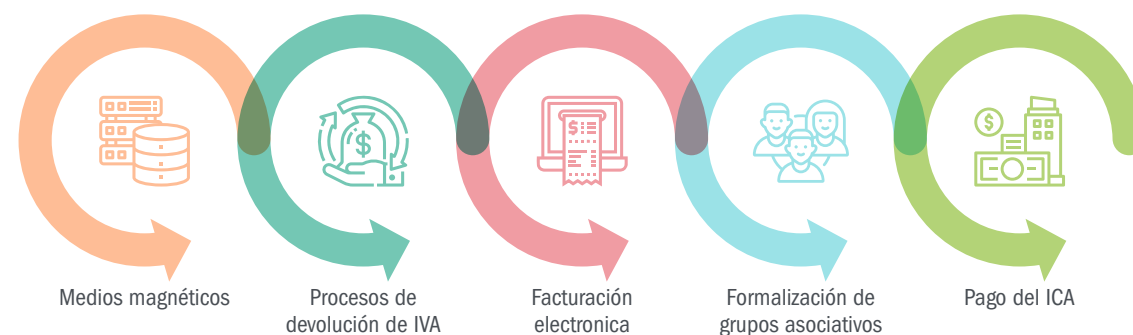 Medios magnéticos
Procesos de
devolución de IVA
Facturación
electronica
Formalización de
grupos asociativos
Pago del ICA